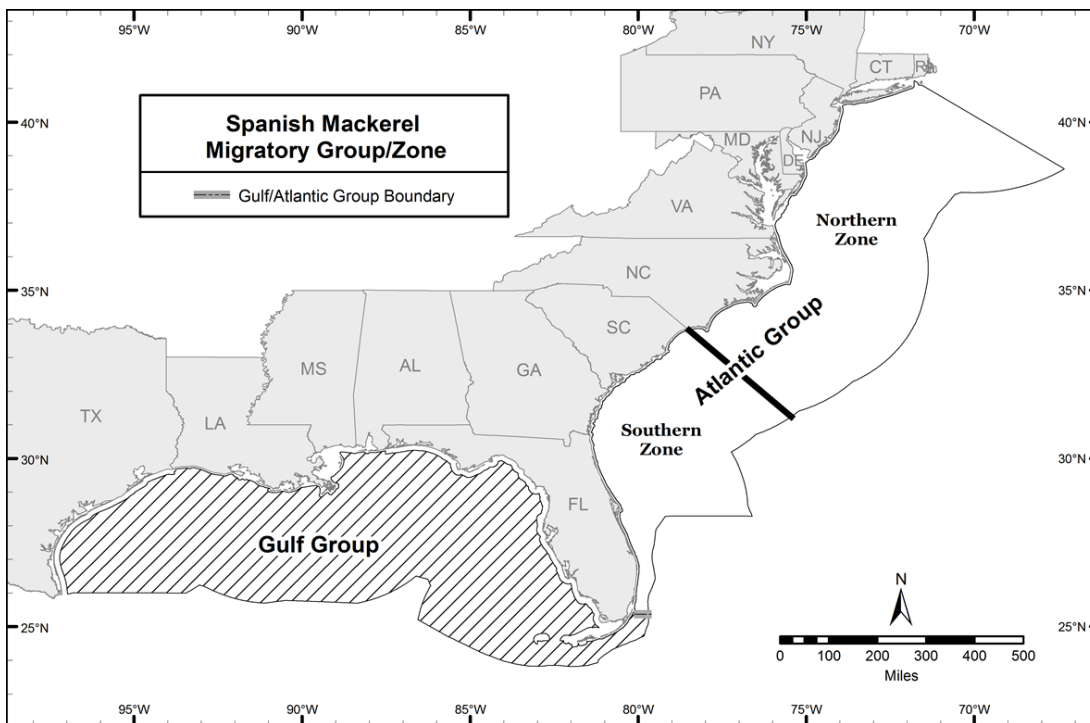 95°W 90°W 85°W 80°W 75°W 70°W
NY
CT
RI
PA
40°N
40°N
Spanish Mackerel
Migratory Group/Zone
Gulf/Atlantic Group Boundary
MD
NJ
DE
VA
Northern
Zone
NC
35°N
35°N
SC
Atlantic Group
MS
AL
GA
TX
LA
Southern
Zone
30°N
30°N
FL
Gulf Group
N
25°N
25°N
0 100 200 300 400 500
Miles
95°W 90°W 85°W 80°W 75°W 70°W